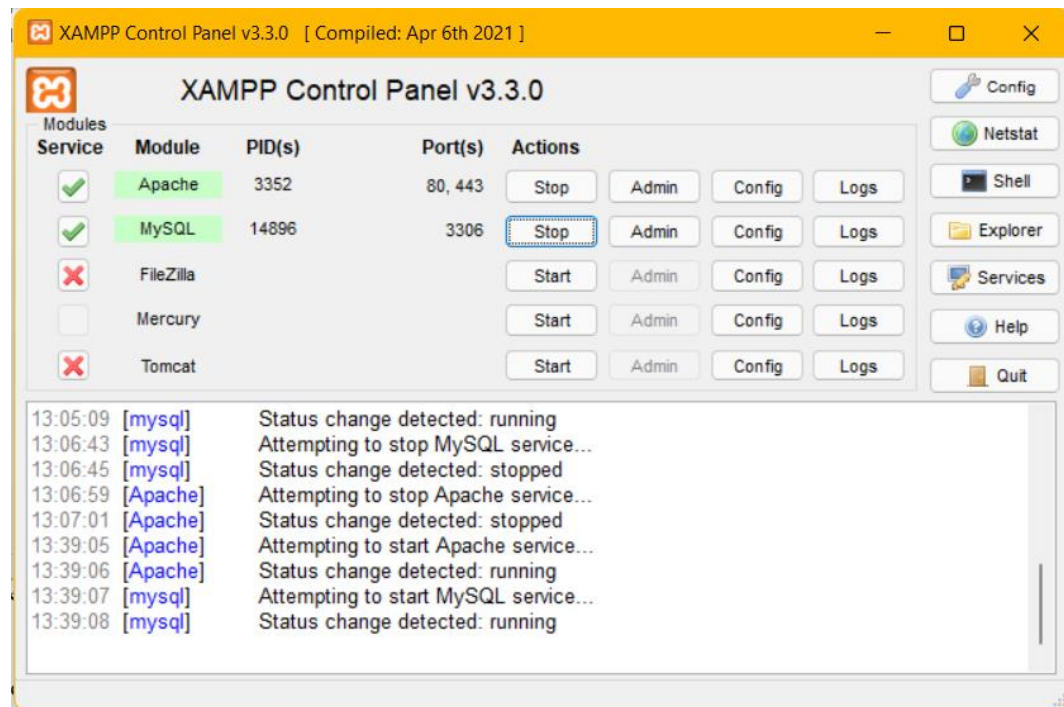 XAMPP Control Panel v3.3.0 [ Compiled: Apr 6th 2021 ]
XAMPP Control Panel v3.3.0
Config
Modules
Netstat
Service Module PID(s) Port(s) Actions
Apache 3352 80, 443 Stop Admin Config Logs Shell
MySQL 14896 3306 Stop Admin Config Logs Explorer
FileZilla Start Admin Config Logs Services
Mercury Start Admin Config Logs Help
Tomcat Start Admin Config Logs Quit
13:05:09 [mysql] Status change detected: running
13:06:43 [mysql] Attempting to stop MySQL service...
13:06:45 [mysql] Status change detected: stopped
13:06:59 [Apache] Attempting to stop Apache service...
13:07:01 [Apache] Status change detected: stopped
13:39:05 [Apache] Attempting to start Apache service...
13:39:06 [Apache] Status change detected: running
13:39:07 [mysql] Attempting to start MySQL service...
13:39:08 [mysql] Status change detected: running